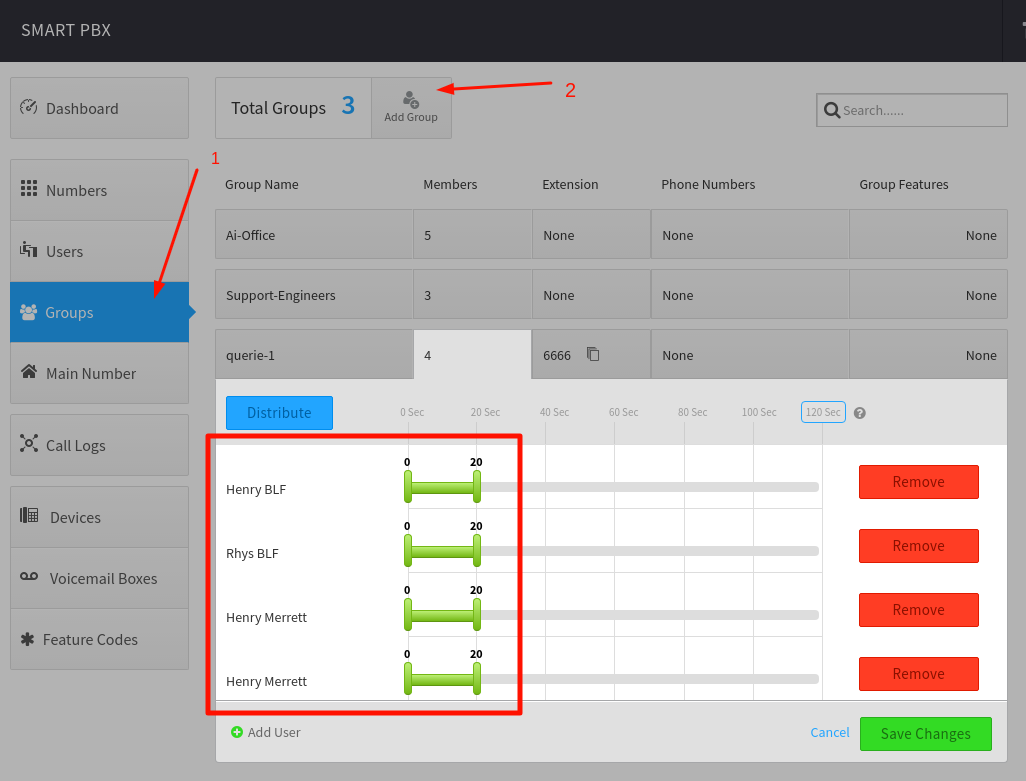 SMART PBX
Dashboard
Total Groups 3
Add Group
2
Search......
1
Numbers
Users
Groups
Main Number
Call Logs
Devices
Voicemail Boxes
Feature Codes
Group Name Members Extension Phone Numbers Group Features
Ai-Office 5 None None None
Support-Engineers 3 None None None
querie-1 4 6666 None None
Distribute 0 Sec 20 Sec 40 Sec 60 Sec 80 Sec 100 Sec 120 Sec ?
0 20
Henry BLF Remove
0 20
Rhys BLF Remove
0 20
Henry Merrett Remove
0 20
Henry Merrett Remove
Add User Cancel Save Changes